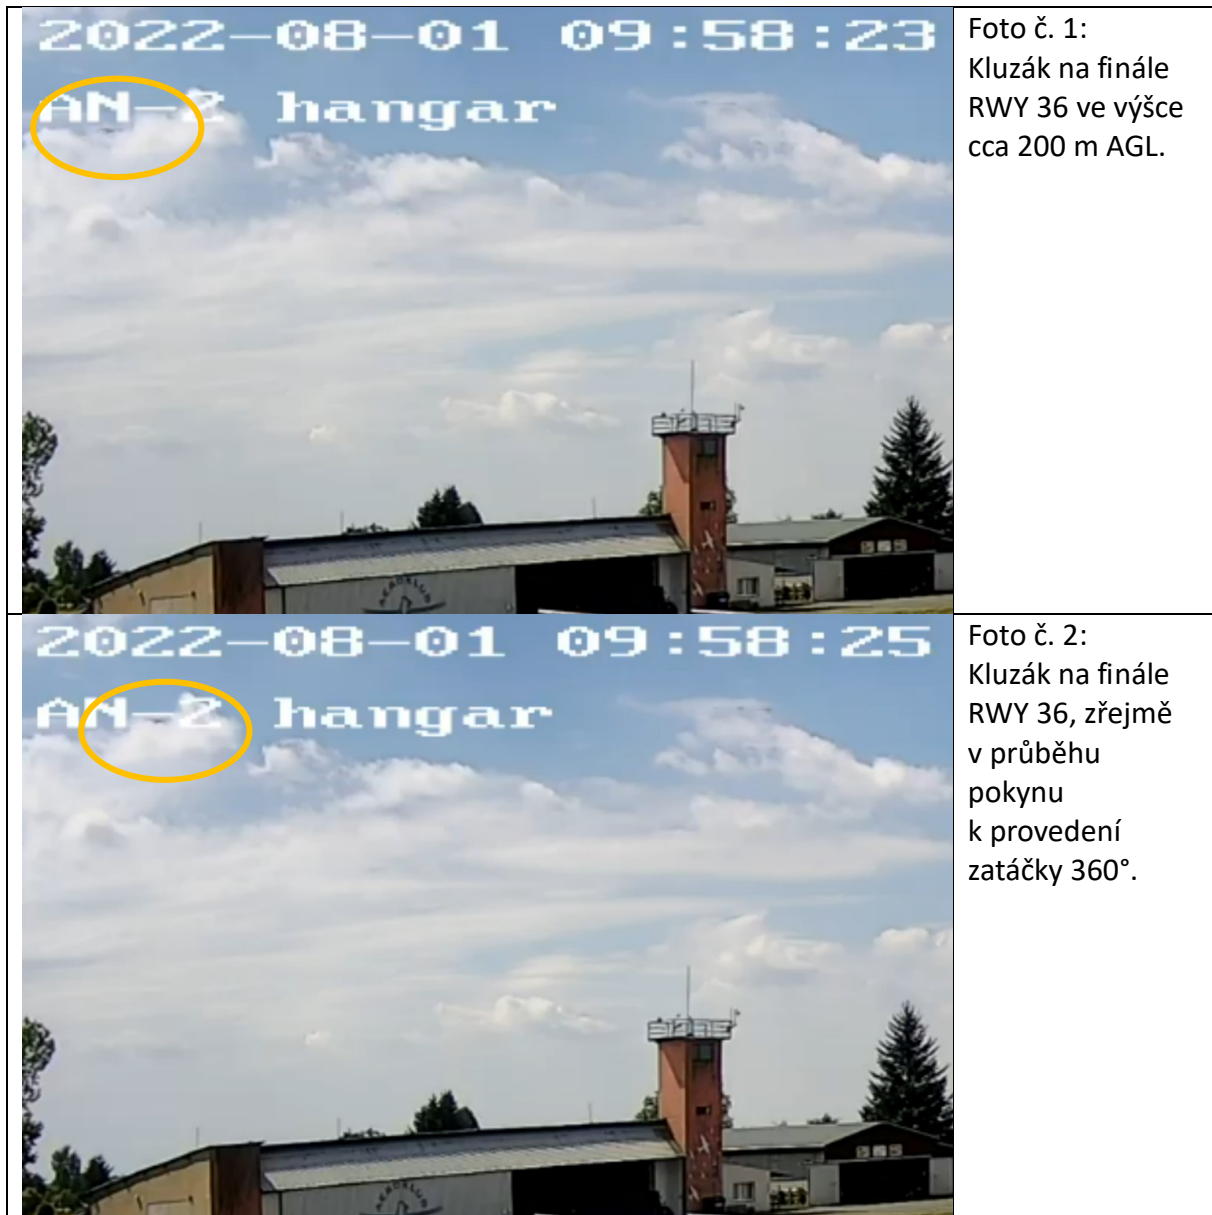 2022-08-01 09:58:23
AN-2 hangar
AEROKLUB
Foto č. 1:
Kluzák na finále
RWY 36 ve výšce
cca 200 m AGL.
2022-08-01 09:58:25
AN-2 hangar
AEROKLUB
Foto č. 2:
Kluzák na finále
RWY 36, zřejmě
v průběhu
pokynu
k provedení
zatáčky 360°.